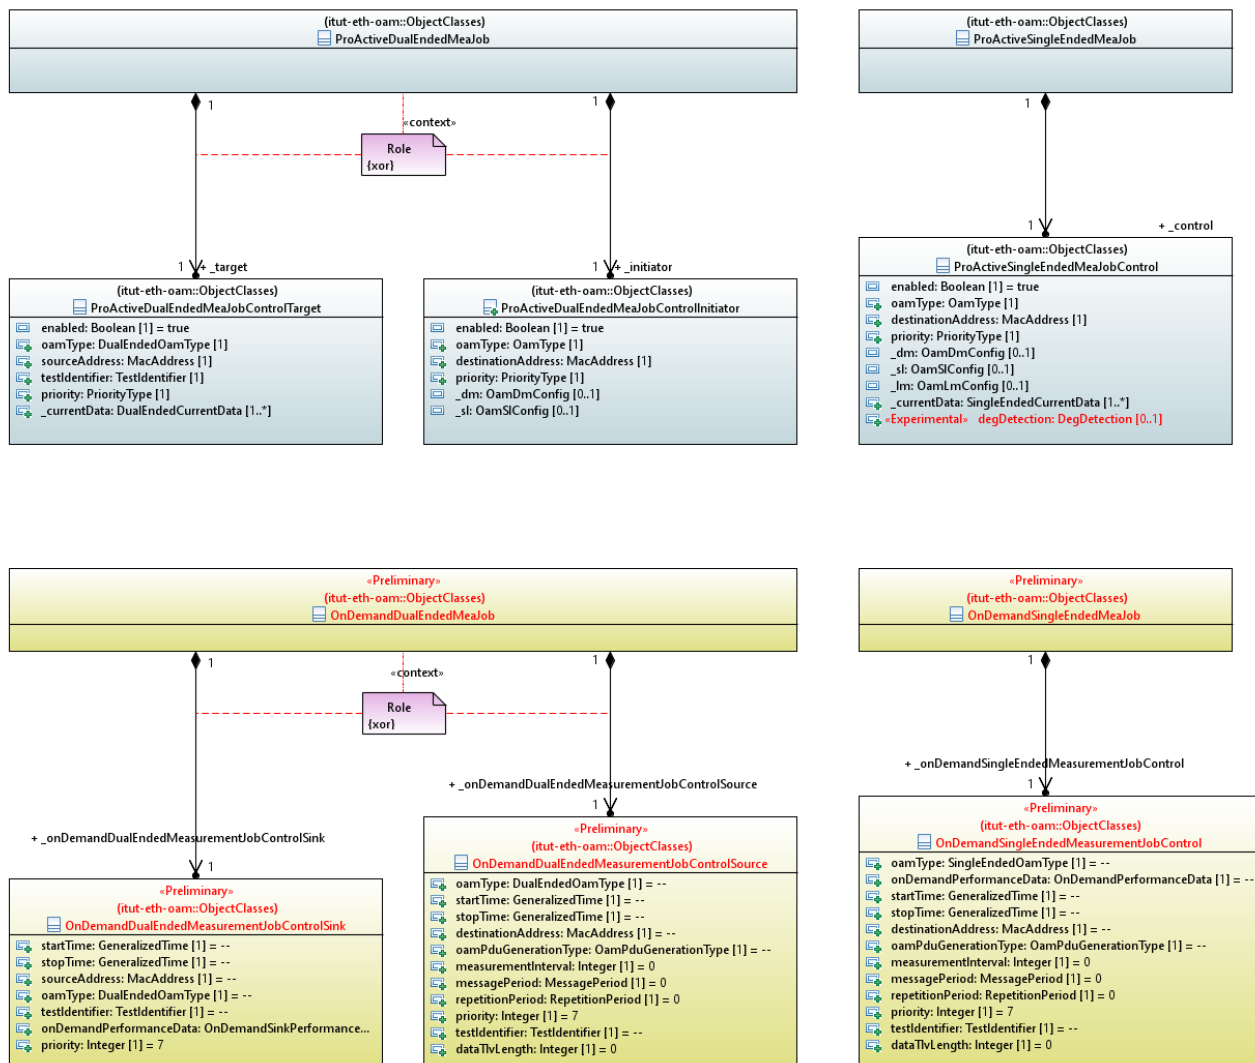 (itut-eth-oam::ObjectClasses)
ProActiveDualEndedMeaJob
(itut-eth-oam::ObjectClasses)
ProActiveSingleEndedMeaJob
1
1
1
«context»
Role
{xor}
1
+ _target
1
+ _initiator
1
+ _control
(itut-eth-oam::ObjectClasses)
ProActiveDualEndedMeaJobControlTarget
enabled: Boolean [1] = true
oamType: DualEndedOamType [1]
sourceAddress: MacAddress [1]
testIdentifier: TestIdentifier [1]
priority: PriorityType [1]
_currentData: DualEndedCurrentData [1..*]
(itut-eth-oam::ObjectClasses)
ProActiveDualEndedMeaJobControlInitiator
enabled: Boolean [1] = true
oamType: OamType [1]
destinationAddress: MacAddress [1]
priority: PriorityType [1]
_dm: OamDmConfig [0..1]
_sl: OamSlConfig [0..1]
(itut-eth-oam::ObjectClasses)
ProActiveSingleEndedMeaJobControl
enabled: Boolean [1] = true
oamType: OamType [1]
destinationAddress: MacAddress [1]
priority: PriorityType [1]
_dm: OamDmConfig [0..1]
_sl: OamSlConfig [0..1]
_lm: OamLmConfig [0..1]
_currentData: SingleEndedCurrentData [1..*]
«Experimental» degDetection: DegDetection [0..1]
«Preliminary»
(itut-eth-oam::ObjectClasses)
OnDemandDualEndedMeaJob
«Preliminary»
(itut-eth-oam::ObjectClasses)
OnDemandSingleEndedMeaJob
1
1
1
«context»
Role
{xor}
+ _onDemandDualEndedMeasurementJobControlSink
1
+ _onDemandDualEndedMeasurementJobControlSource
1
+ _onDemandSingleEndedMeasurementJobControl
1
«Preliminary»
(itut-eth-oam::ObjectClasses)
OnDemandDualEndedMeasurementJobControlSink
startTime: GeneralizedTime [1] = --
stopTime: GeneralizedTime [1] = --
sourceAddress: MacAddress [1] = --
oamType: DualEndedOamType [1] = --
testIdentifier: TestIdentifier [1] = --
onDemandPerformanceData: OnDemandSinkPerformance...
priority: Integer [1] = 7
«Preliminary»
(itut-eth-oam::ObjectClasses)
OnDemandDualEndedMeasurementJobControlSource
oamType: DualEndedOamType [1] = --
startTime: GeneralizedTime [1] = --
stopTime: GeneralizedTime [1] = --
destinationAddress: MacAddress [1] = --
oamPduGenerationType: OamPduGenerationType [1] = --
measurementInterval: Integer [1] = 0
messagePeriod: MessagePeriod [1] = 0
repetitionPeriod: RepetitionPeriod [1] = 0
priority: Integer [1] = 7
testIdentifier: TestIdentifier [1] = --
dataTlvLength: Integer [1] = 0
«Preliminary»
(itut-eth-oam::ObjectClasses)
OnDemandSingleEndedMeasurementJobControl
oamType: SingleEndedOamType [1] = --
onDemandPerformanceData: OnDemandPerformanceData [1] = --
startTime: GeneralizedTime [1] = --
stopTime: GeneralizedTime [1] = --
destinationAddress: MacAddress [1] = --
oamPduGenerationType: OamPduGenerationType [1] = --
measurementInterval: Integer [1] = 0
messagePeriod: MessagePeriod [1] = 0
repetitionPeriod: RepetitionPeriod [1] = 0
priority: Integer [1] = 7
testIdentifier: TestIdentifier [1] = --
dataTlvLength: Integer [1] = 0